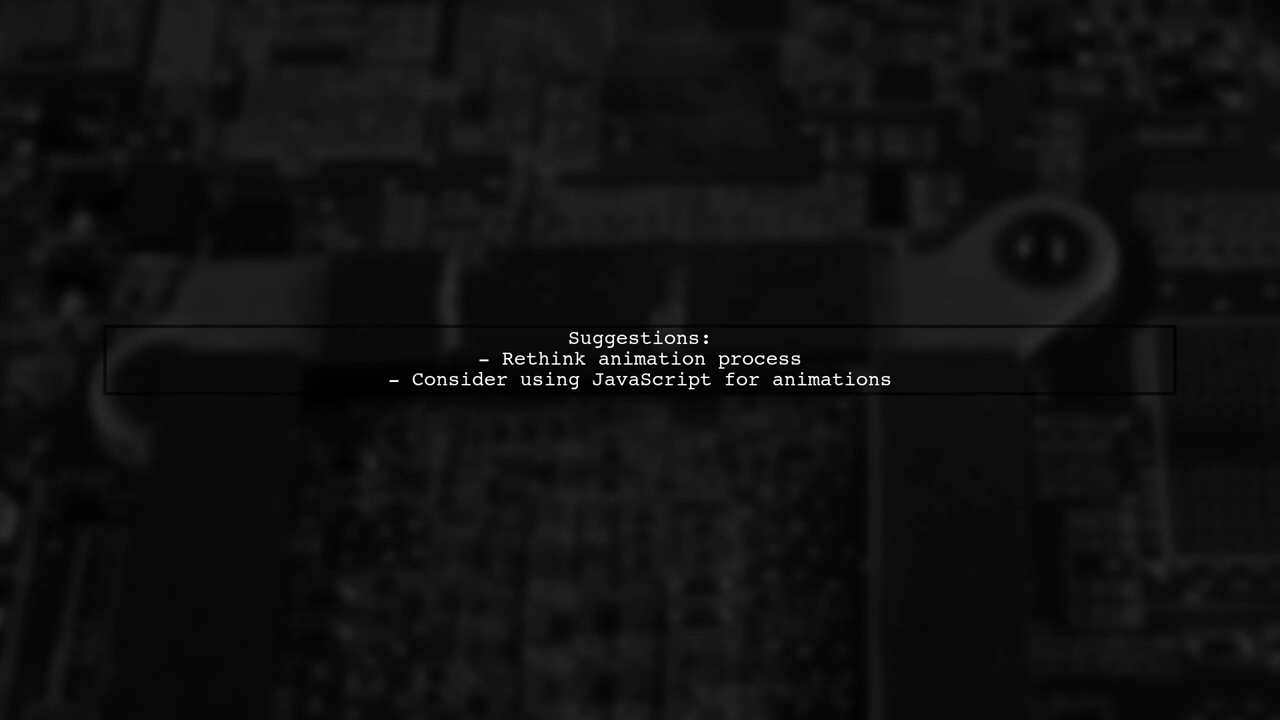 Suggestions:
- Rethink animation process
- Consider using JavaScript for animations